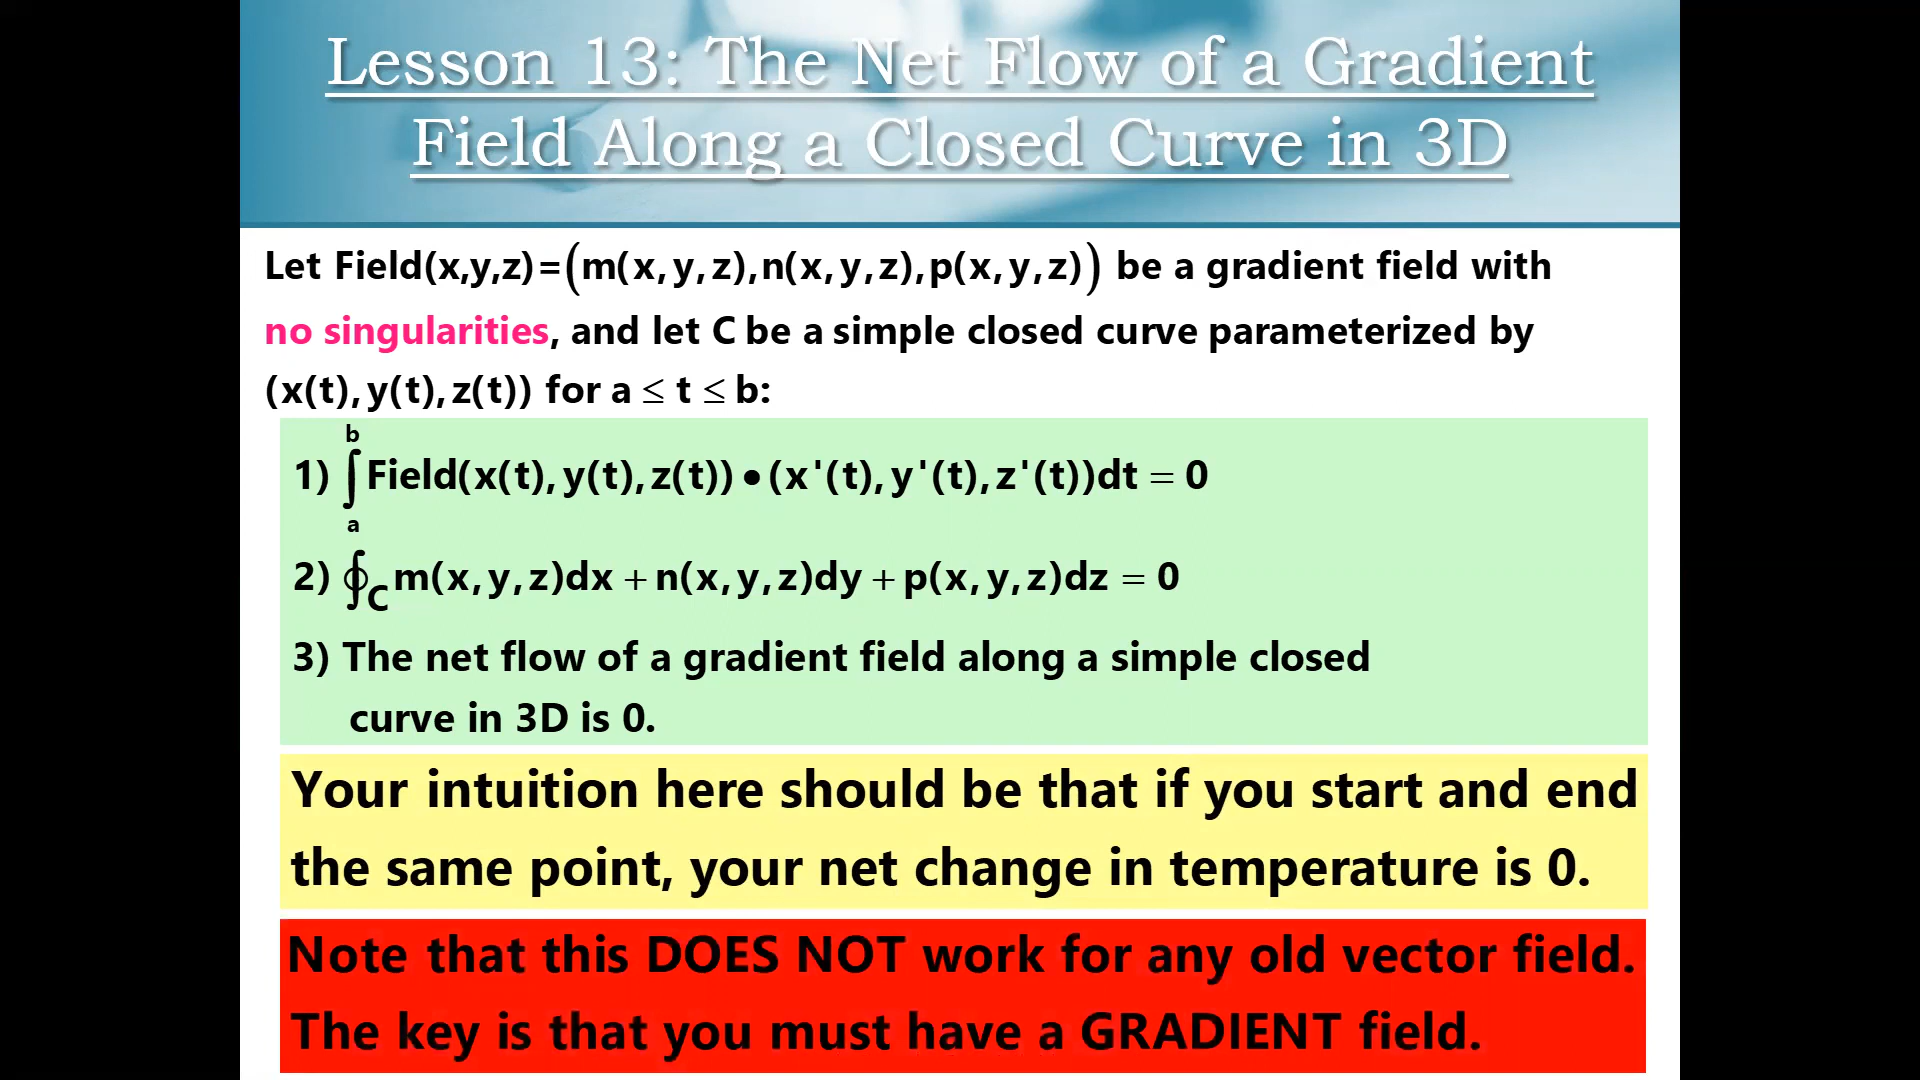 Lesson 13: The Net Flow of a Gradient
Field Along a Closed Curve in 3D
Let Field(x,y,z)=(m(x,y,z),n(x,y,z),p(x,y,z)) be a gradient field with
no singularities, and let C be a simple closed curve parameterized by
(x(t),y(t),z(t)) for a ≤ t ≤ b:
1) ∫_a^b Field(x(t),y(t),z(t))•(x'(t),y'(t),z'(t))dt = 0
2) ∮_C m(x,y,z)dx + n(x,y,z)dy + p(x,y,z)dz = 0
3) The net flow of a gradient field along a simple closed
curve in 3D is 0.
Your intuition here should be that if you start and end
the same point, your net change in temperature is 0.
Note that this DOES NOT work for any old vector field.
The key is that you must have a GRADIENT field.